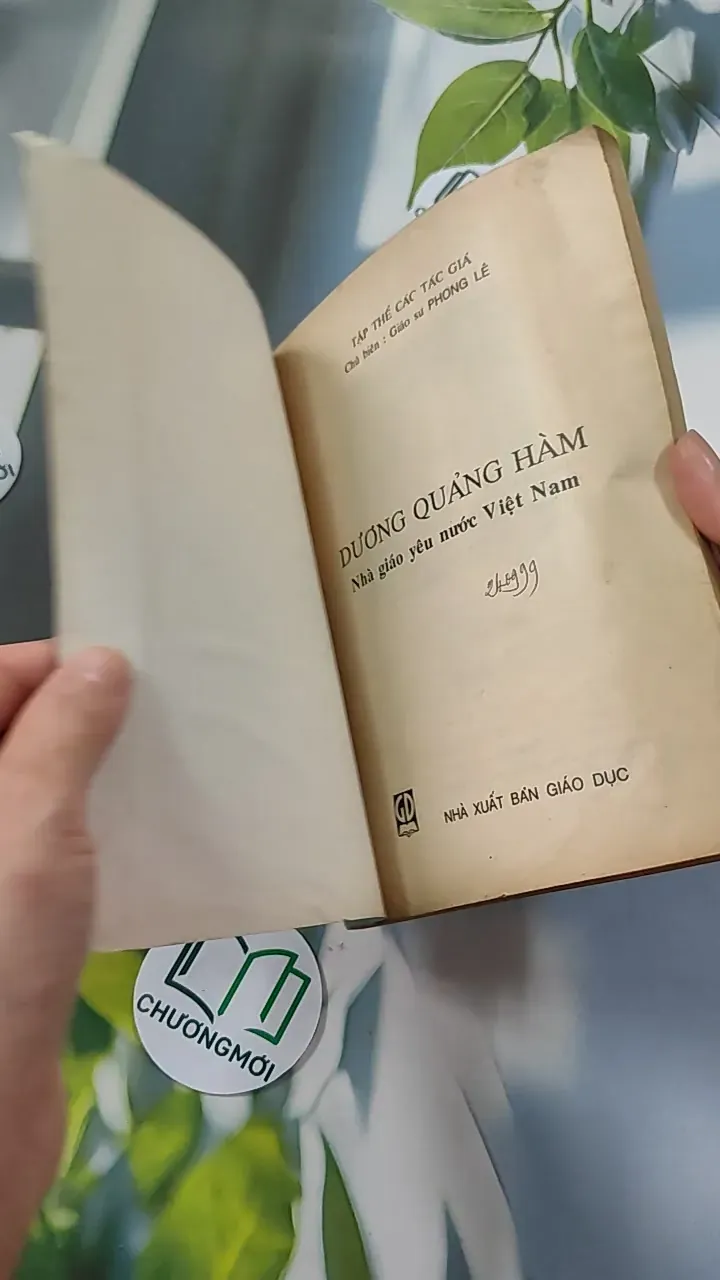 TẬP THỂ CÁC TÁC GIẢ
Chủ biên : Giáo sư PHONG LÊ
DƯƠNG QUẢNG HÀM
Nhà giáo yêu nước Việt Nam
GD
NHÀ XUẤT BẢN GIÁO DỤC
CHƯƠNGMỚI